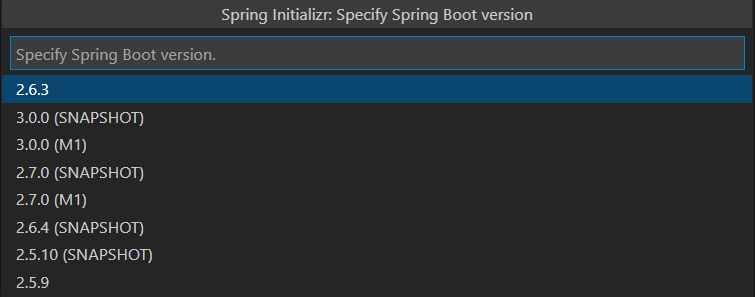 Spring Initializr: Specify Spring Boot version
Specify Spring Boot version.
2.6.3
3.0.0 (SNAPSHOT)
3.0.0 (M1)
2.7.0 (SNAPSHOT)
2.7.0 (M1)
2.6.4 (SNAPSHOT)
2.5.10 (SNAPSHOT)
2.5.9